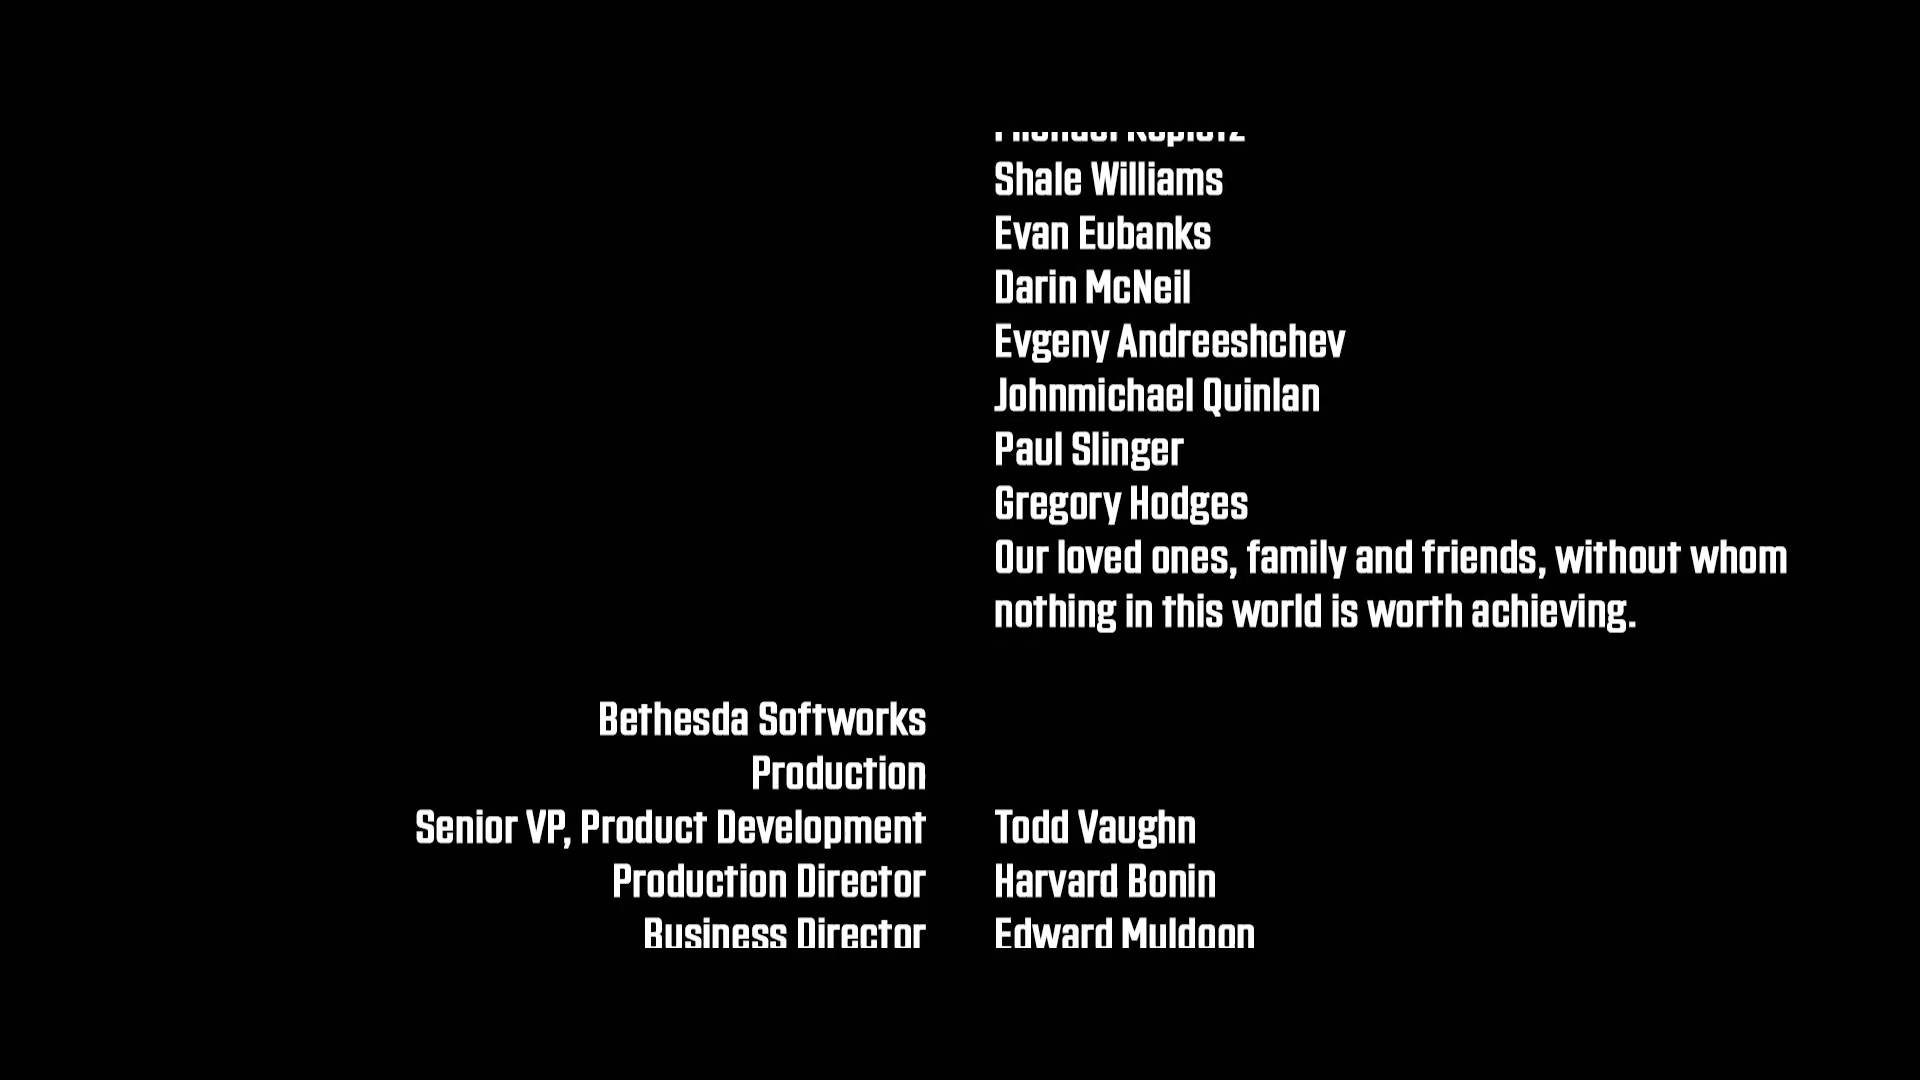 Shale Williams
Evan Eubanks
Darin McNeil
Evgeny Andreeshchev
Johnmichael Quinlan
Paul Slinger
Gregory Hodges
Our loved ones, family and friends, without whom
nothing in this world is worth achieving.
Bethesda Softworks
Production
Senior VP, Product Development Todd Vaughn
Production Director Harvard Bonin
Business Director Edward Muldoon